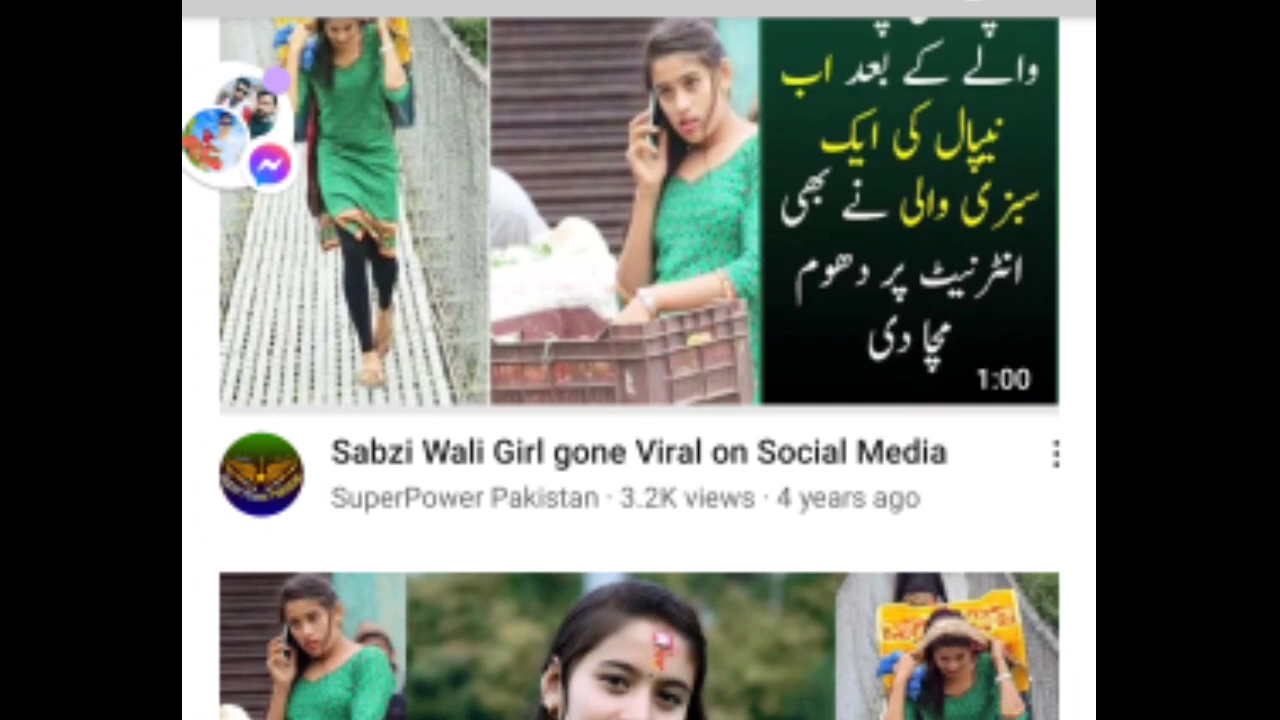 والے کے بعد اب
نیپال کی ایک
سبزی والی نے بھی
انٹرنیٹ پر دھوم
مچا دی
1:00
Sabzi Wali Girl gone Viral on Social Media
SuperPower Pakistan · 3.2K views · 4 years ago